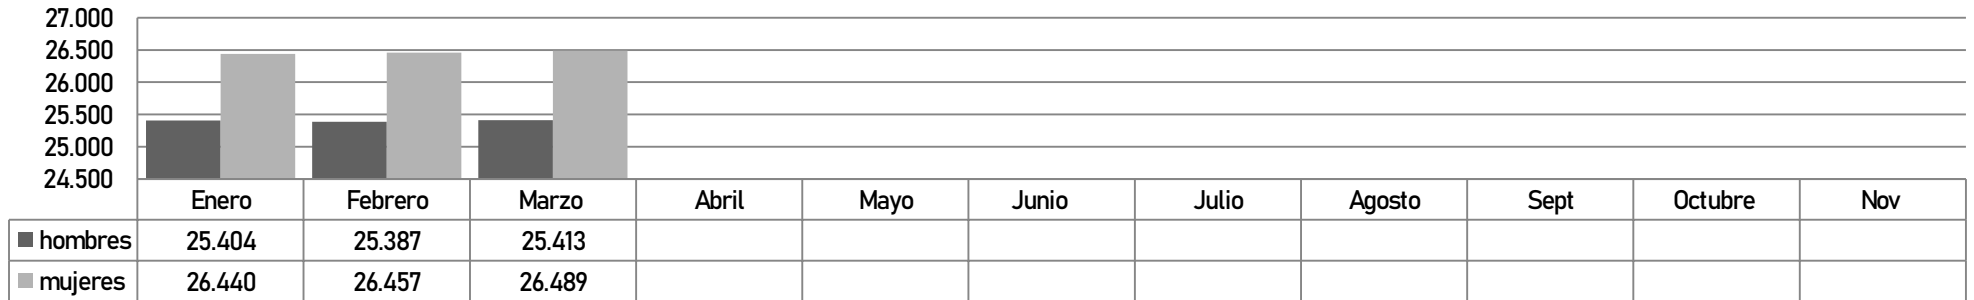 27.000
26.500
26.000
25.500
25.000
24.500
Enero Febrero Marzo Abril Mayo Junio Julio Agosto Sept Octubre Nov
hombres 25.404 25.387 25.413
mujeres 26.440 26.457 26.489